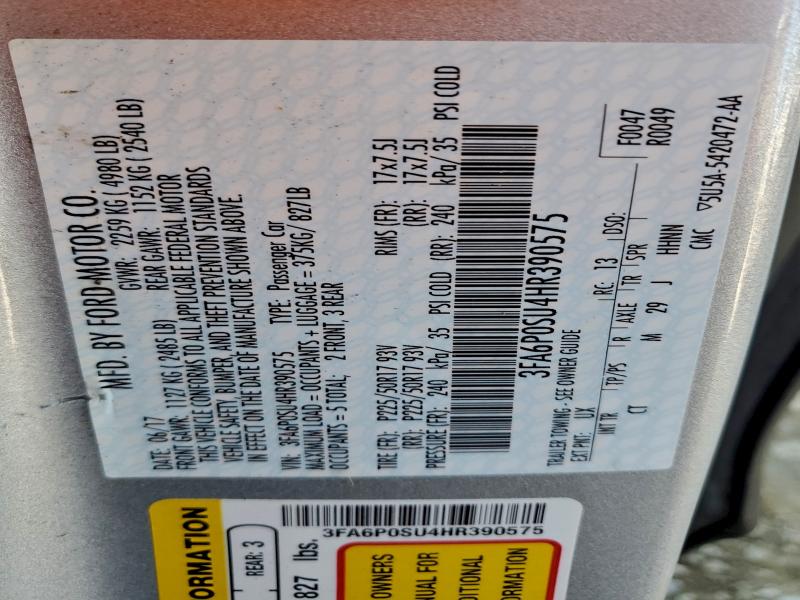 MFD. BY FORD MOTOR CO.
DATE: 06/17 GVWR: 2259 KG ( 4980 LB)
FRONT GAWR: 1127 KG ( 2485 LB) REAR GAWR: 1152 KG ( 2540 LB)
THIS VEHICLE CONFORMS TO ALL APPLICABLE FEDERAL MOTOR
VEHICLE SAFETY, BUMPER, AND THEFT PREVENTION STANDARDS
IN EFFECT ON THE DATE OF MANUFACTURE SHOWN ABOVE.
VIN: 3FA6P0SU4HR390575 TYPE: Passenger Car
MAXIMUM LOAD = OCCUPANTS + LUGGAGE = 375KG/ 827LB
OCCUPANTS = 5 TOTAL; 2 FRONT, 3 REAR
TIRE (FR): P225/50R17 93V RIMS (FR): 17x7.5J
(RR): P225/50R17 93V (RR): 17x7.5J
PRESSURE (FR): 240 kPa/ 35 PSI COLD (RR): 240 kPa/ 35 PSI COLD
3FA6P0SU4HR390575
TRAILER TOWING - SEE OWNER GUIDE F0047
EXT PNT: UX RC: 13 DSO: R0049
INT TR TP/PS R AXLE TR SPR
CT M 29 J HHNN
CMC ▽5U5A-5420472-AA
ORMATION
REAR: 3
827 lbs.
3FA6P0SU4HR390575
OWNERS
NUAL FOR
DITIONAL
ORMATION